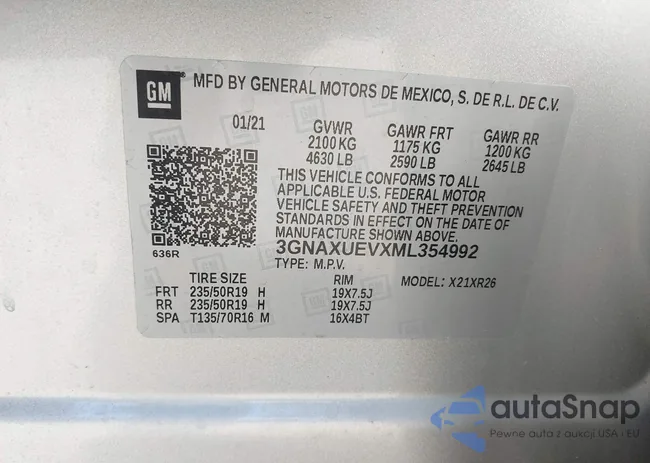 GM
MFD BY GENERAL MOTORS DE MEXICO, S. DE R.L. DE C.V.
01/21 GVWR GAWR FRT GAWR RR
2100 KG 1175 KG 1200 KG
4630 LB 2590 LB 2645 LB
THIS VEHICLE CONFORMS TO ALL
APPLICABLE U.S. FEDERAL MOTOR
VEHICLE SAFETY AND THEFT PREVENTION
STANDARDS IN EFFECT ON THE DATE OF
MANUFACTURE SHOWN ABOVE.
636R
3GNAXUEVXML354992
TYPE: M.P.V.
TIRE SIZE RIM MODEL: X21XR26
FRT 235/50R19 H 19X7.5J
RR 235/50R19 H 19X7.5J
SPA T135/70R16 M 16X4BT
autaSnap
Pewne auta z aukcji USA i EU